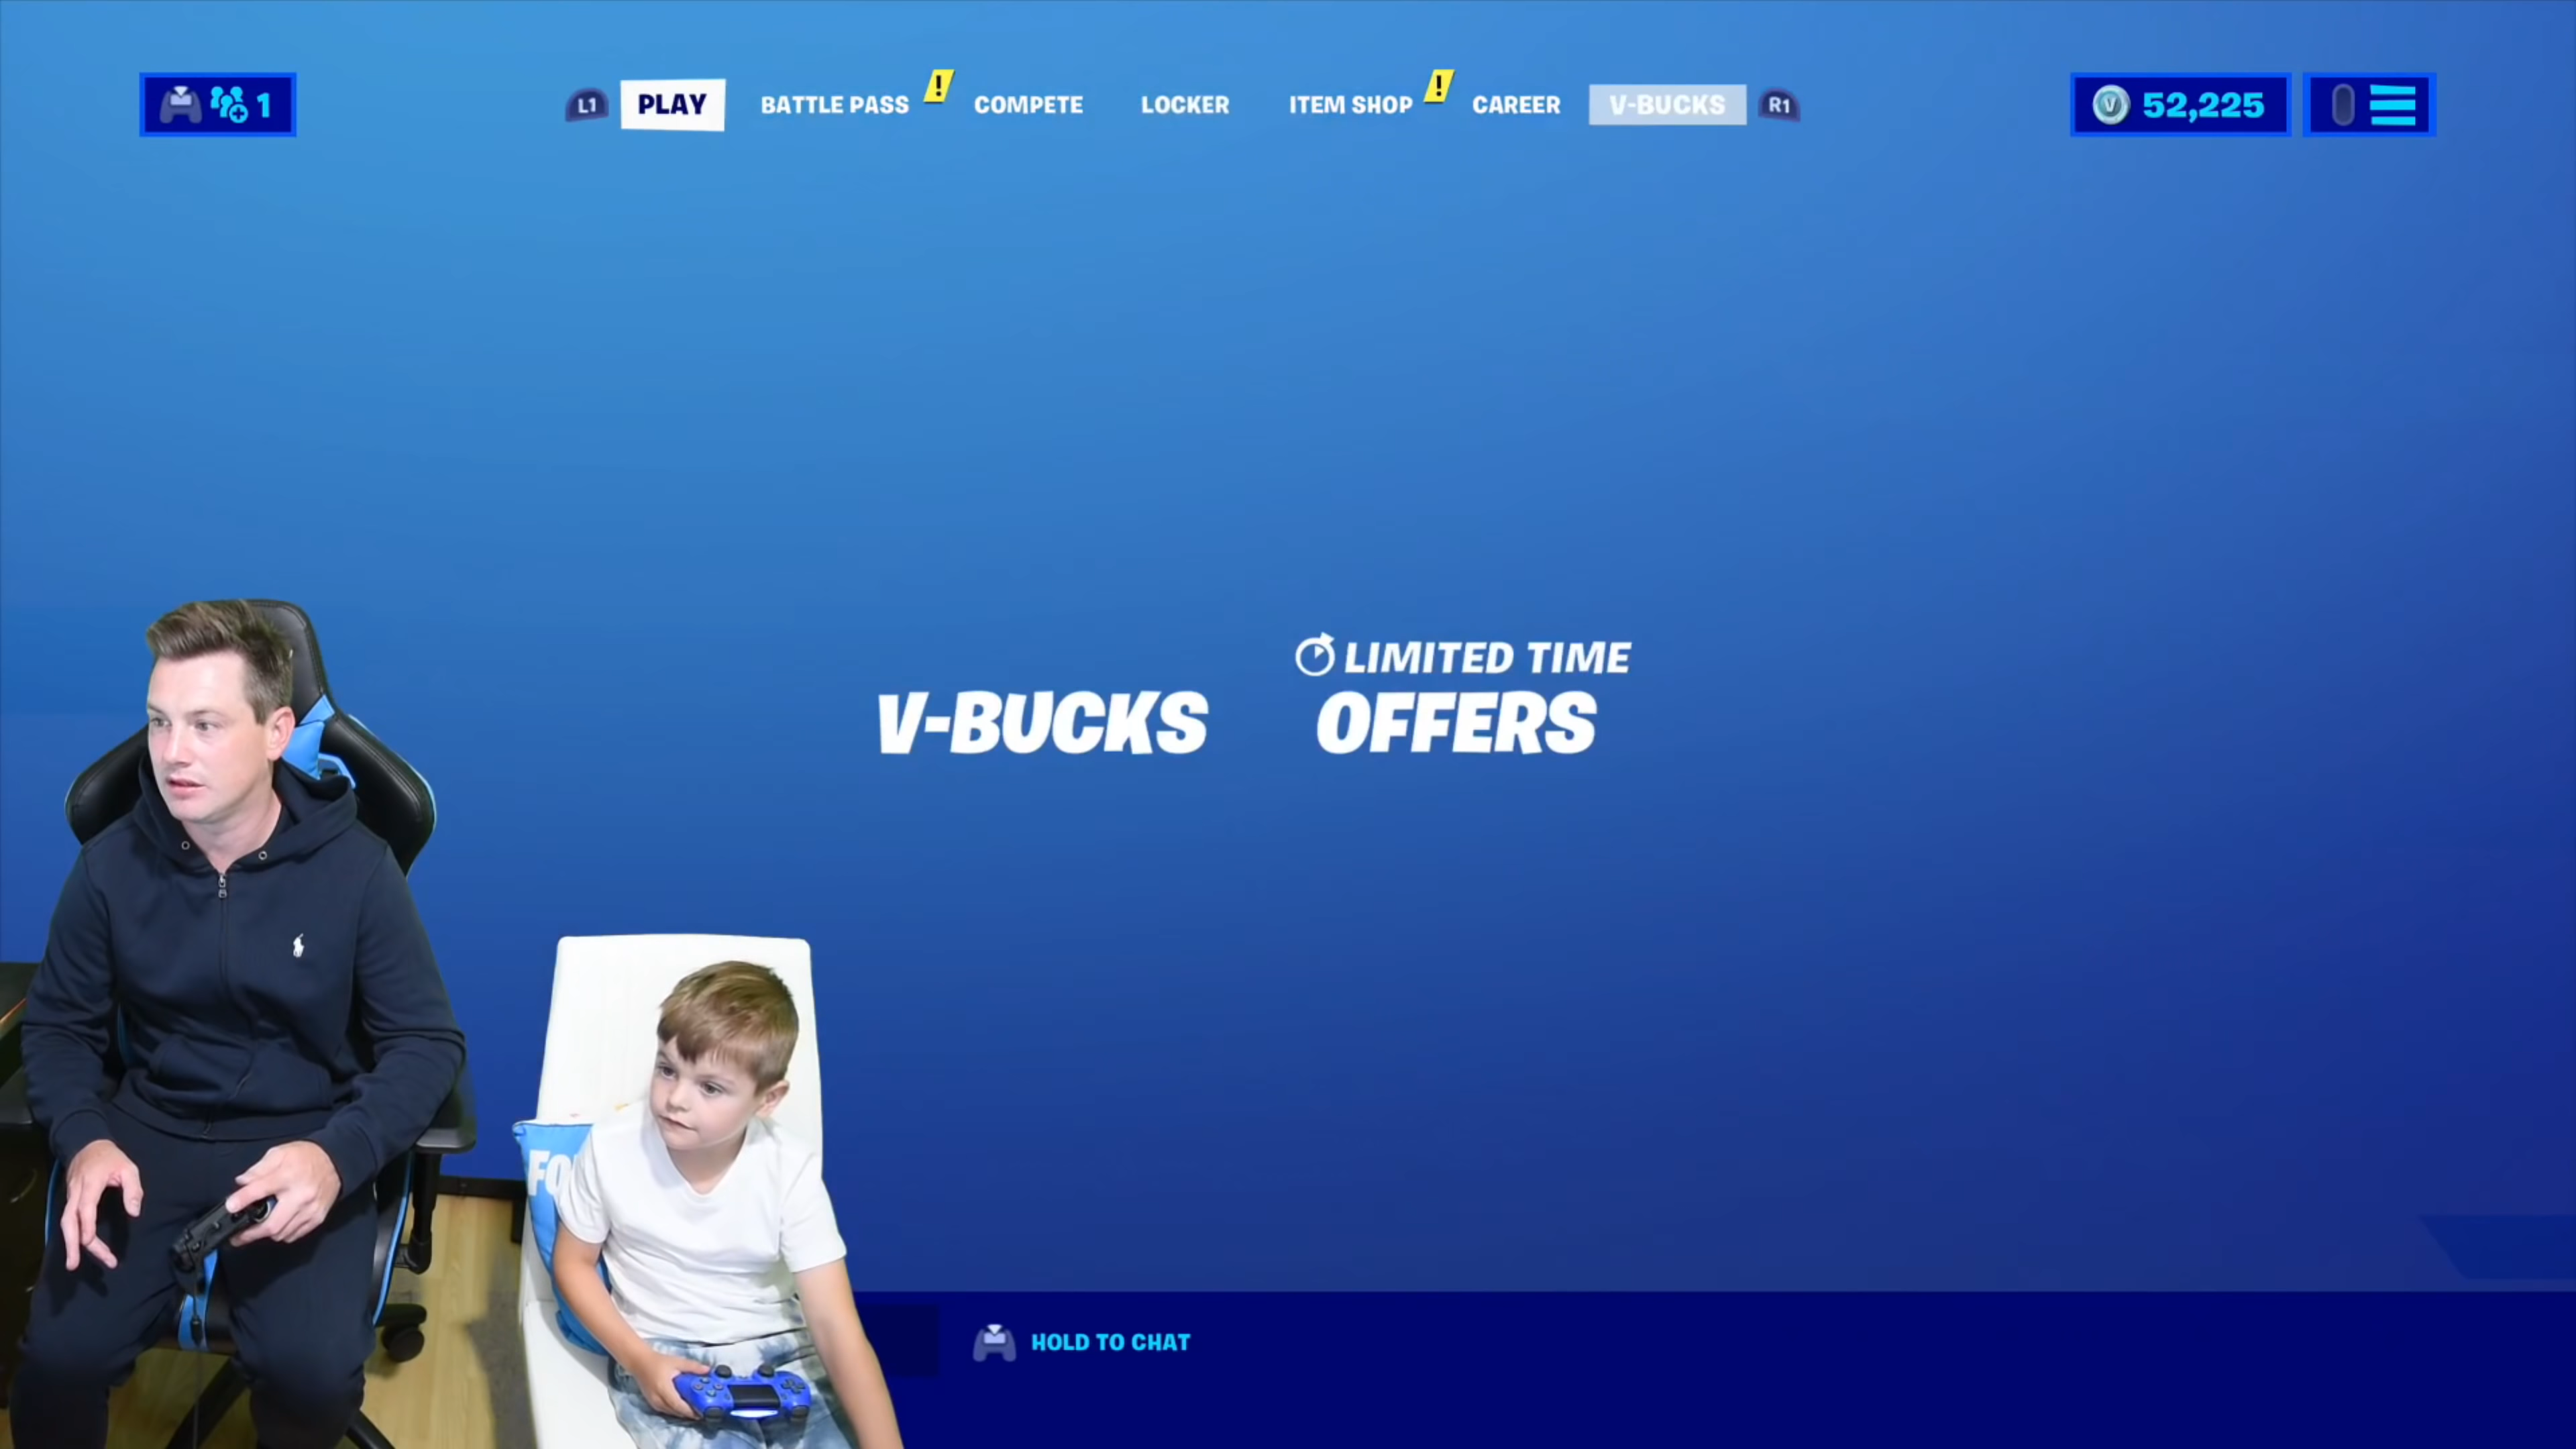 1
L1
PLAY
BATTLE PASS
!
COMPETE
LOCKER
ITEM SHOP
!
CAREER
V-BUCKS
R1
V 52,225
LIMITED TIME
V-BUCKS
OFFERS
FO
HOLD TO CHAT